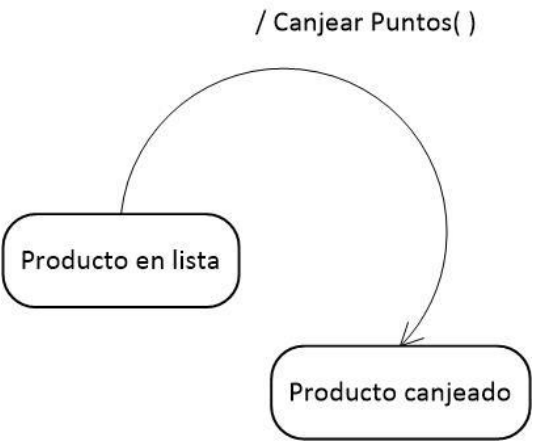 / Canjear Puntos( )
Producto en lista
Producto canjeado